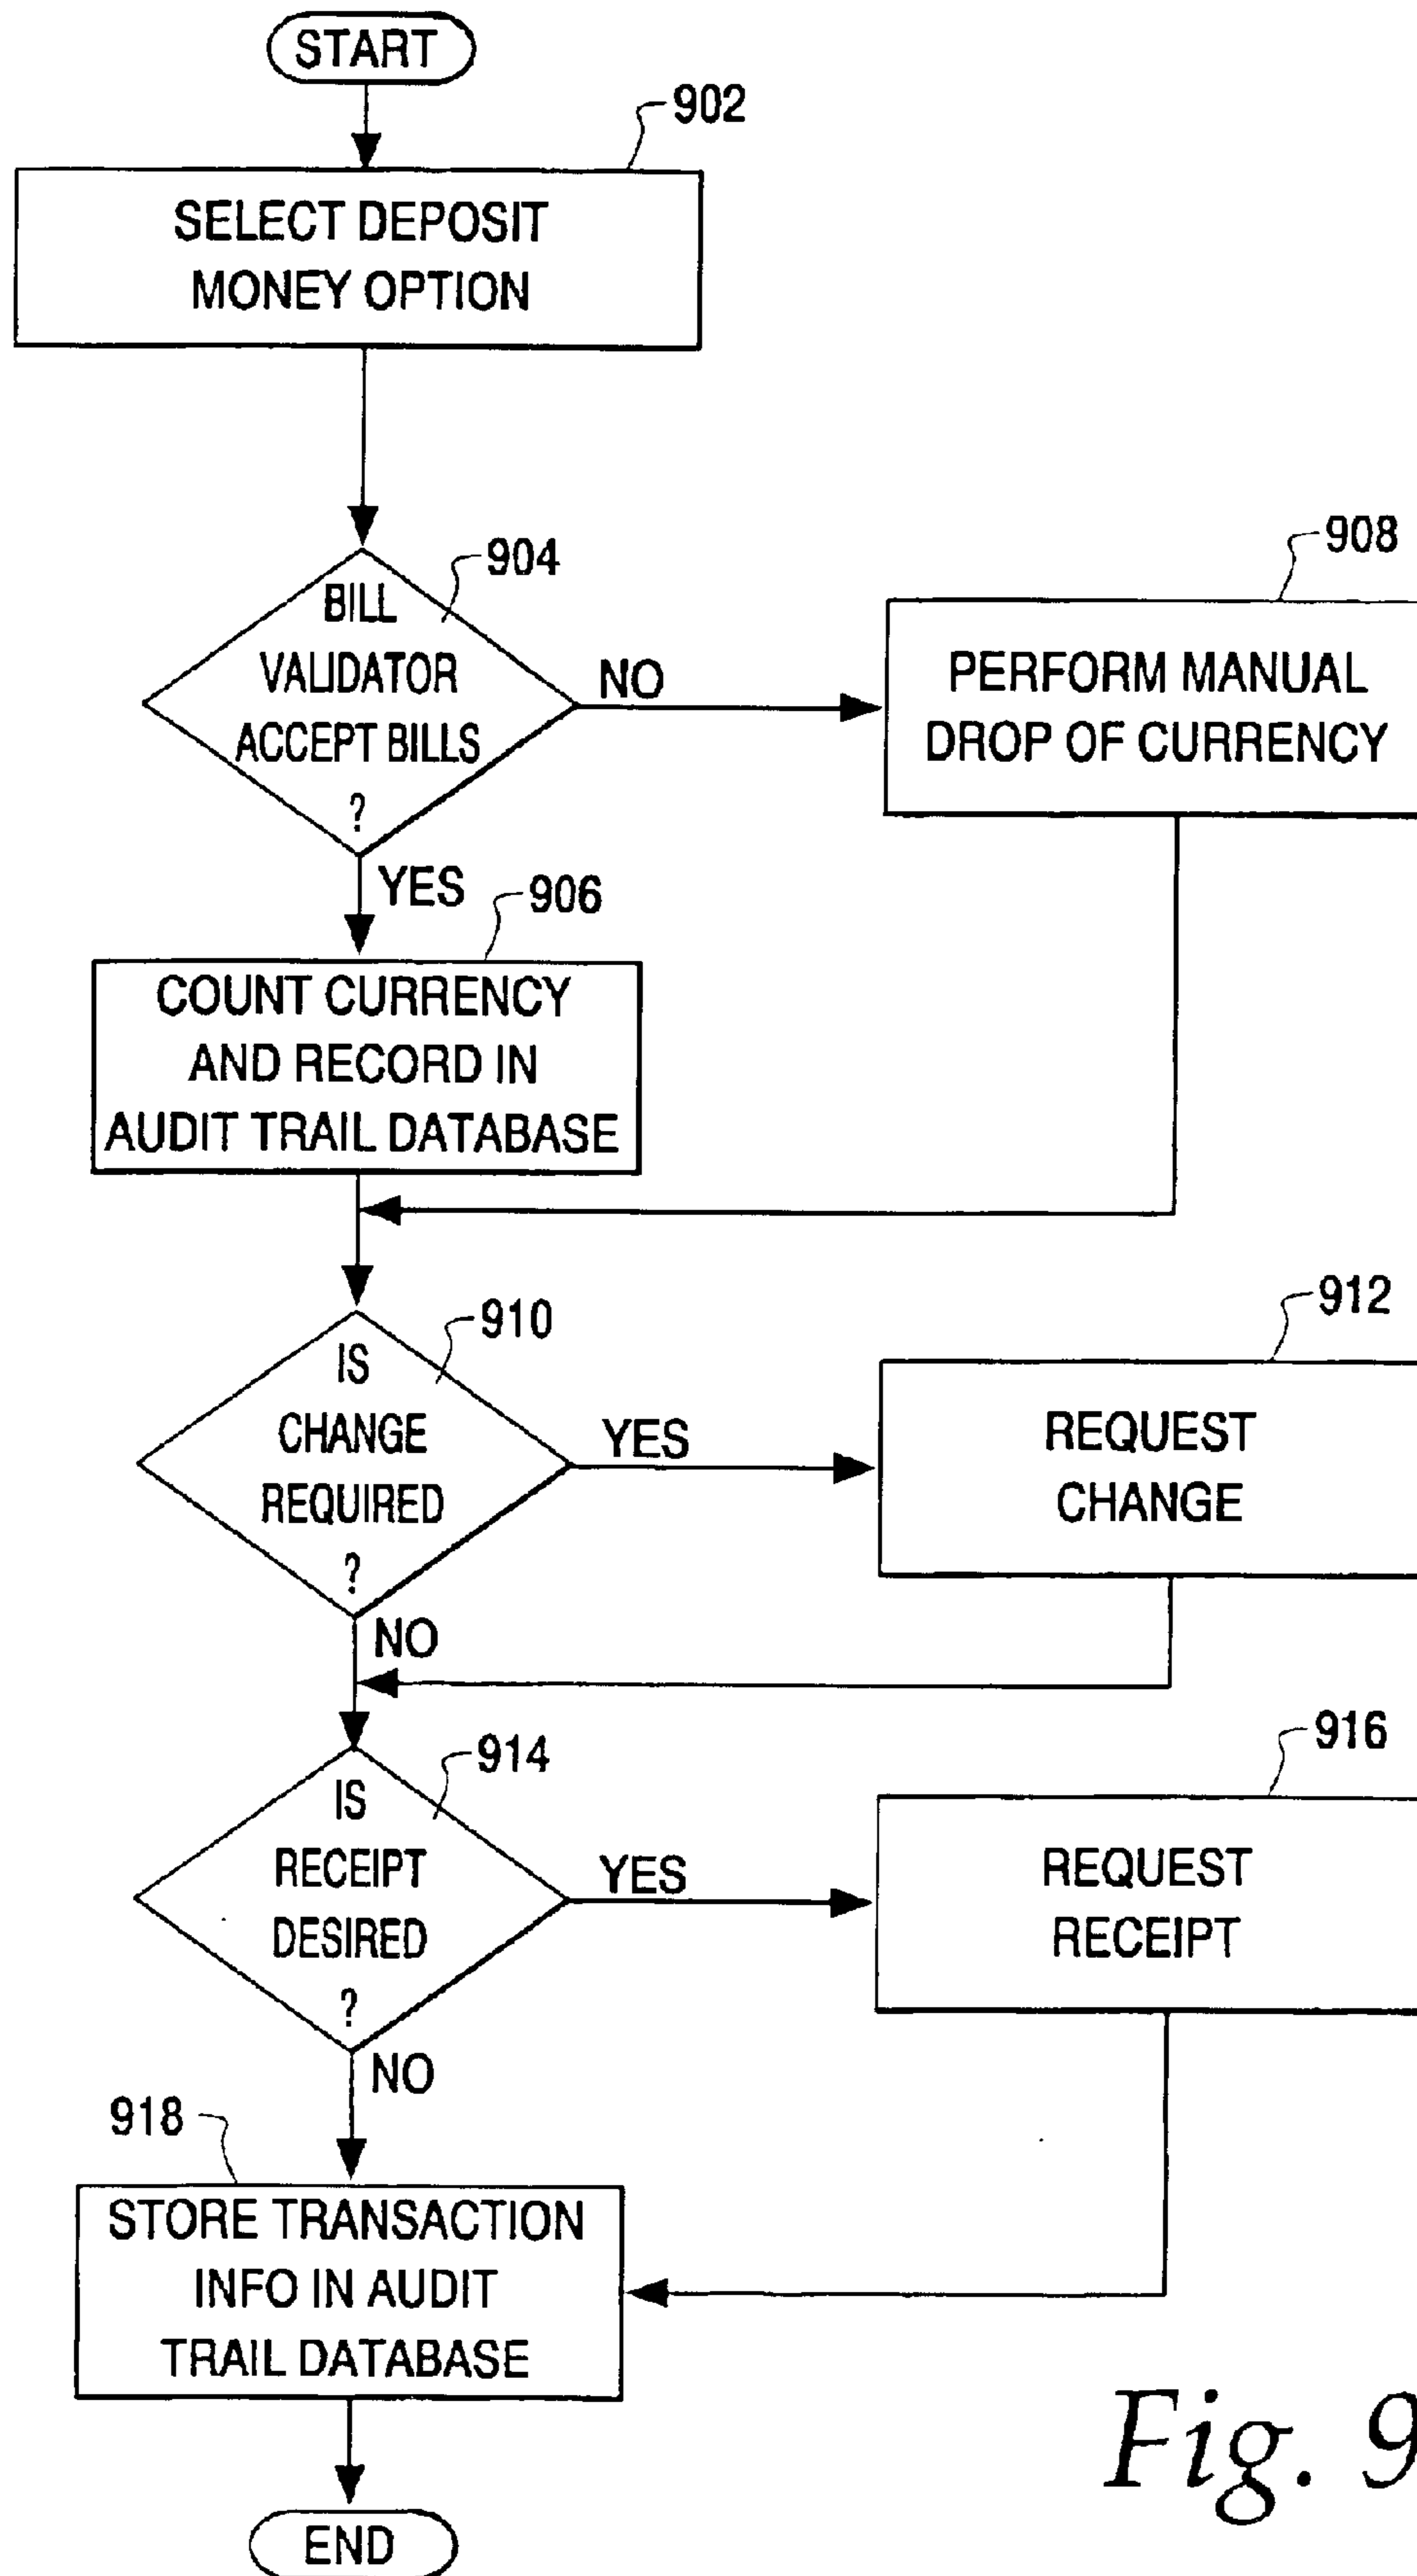 START
902
SELECT DEPOSIT
MONEY OPTION
904
BILL
VALIDATOR
ACCEPT BILLS
?
NO
908
PERFORM MANUAL
DROP OF CURRENCY
YES
906
COUNT CURRENCY
AND RECORD IN
AUDIT TRAIL DATABASE
910
IS
CHANGE
REQUIRED
?
YES
912
REQUEST
CHANGE
NO
914
IS
RECEIPT
DESIRED
?
YES
916
REQUEST
RECEIPT
NO
918
STORE TRANSACTION
INFO IN AUDIT
TRAIL DATABASE
END
Fig. 9